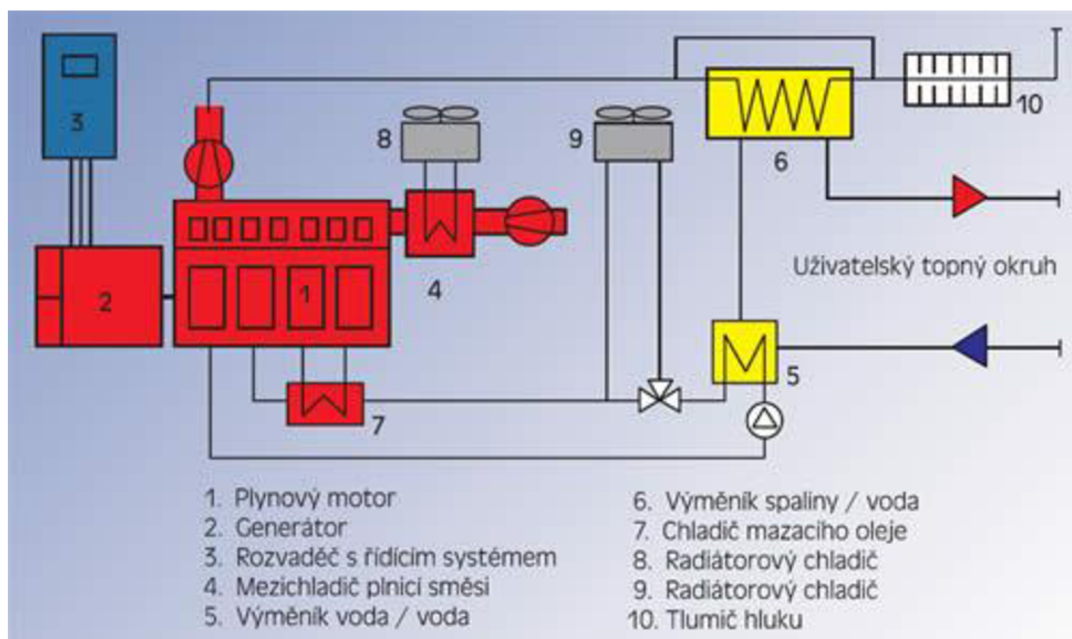 3
8
9
10
6
2
1
4
Uživatelský topný okruh
5
7
1. Plynový motor
2. Generátor
3. Rozvaděč s řídícím systémem
4. Mezichladič plnicí směsi
5. Výměník voda / voda
6. Výměník spaliny / voda
7. Chladič mazacího oleje
8. Radiátorový chladič
9. Radiátorový chladič
10. Tlumič hluku